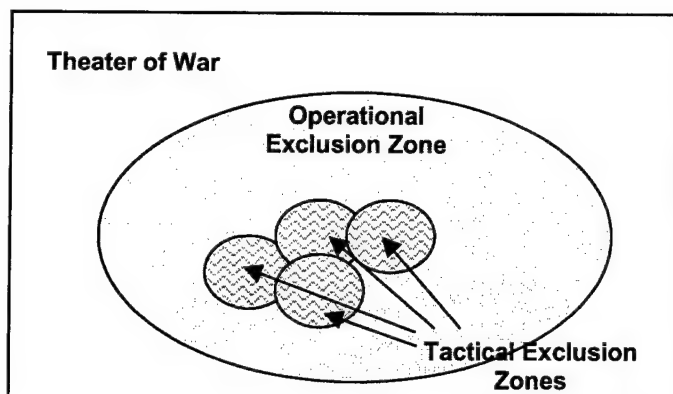 Theater of War
Operational
Exclusion Zone
Tactical Exclusion
Zones